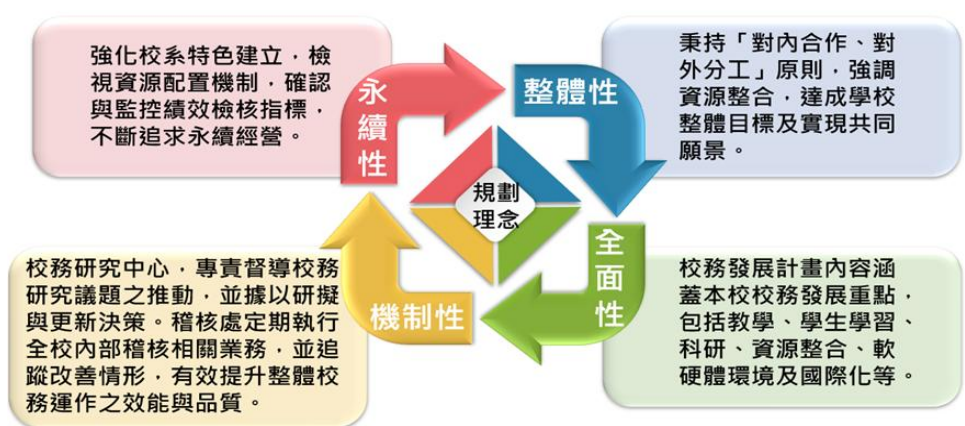 強化校系特色建立，檢
視資源配置機制，確認
與監控績效檢核指標，
不斷追求永續經營。
永續性
整體性
秉持「對內合作、對
外分工」原則，強調
資源整合，達成學校
整體目標及實現共同
願景。
規劃
理念
校務研究中心，專責督導校務
研究議題之推動，並據以研擬
與更新決策。稽核處定期執行
全校內部稽核相關業務，並追
蹤改善情形，有效提升整體校
務運作之效能與品質。
機制性
全面性
校務發展計畫內容涵
蓋本校校務發展重點，
包括教學、學生學習、
科研、資源整合、軟
硬體環境及國際化等。